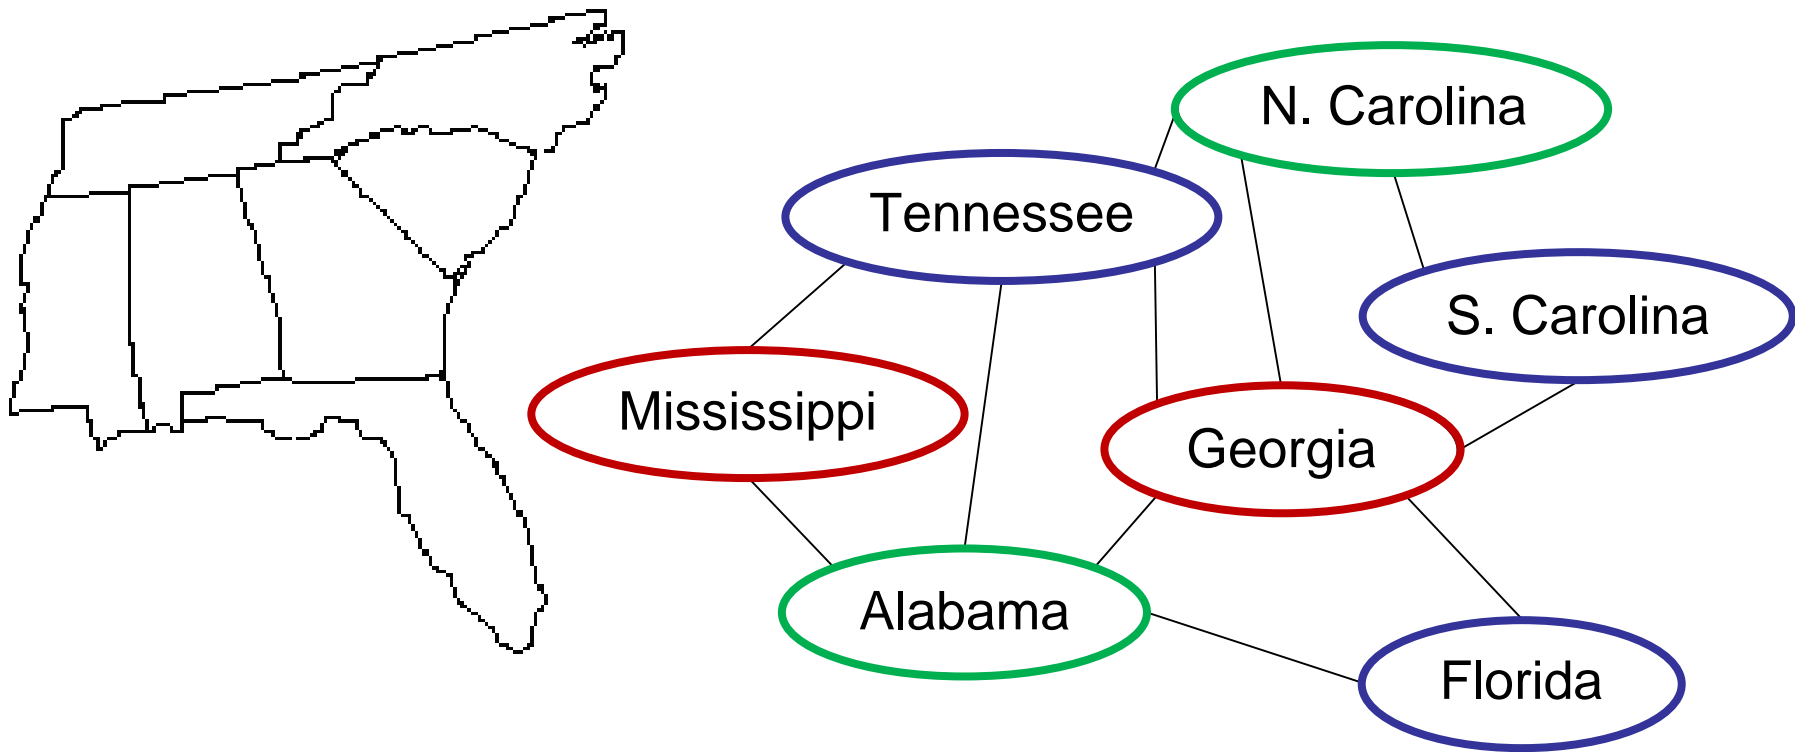 N. Carolina
Tennessee
S. Carolina
Mississippi
Georgia
Alabama
Florida